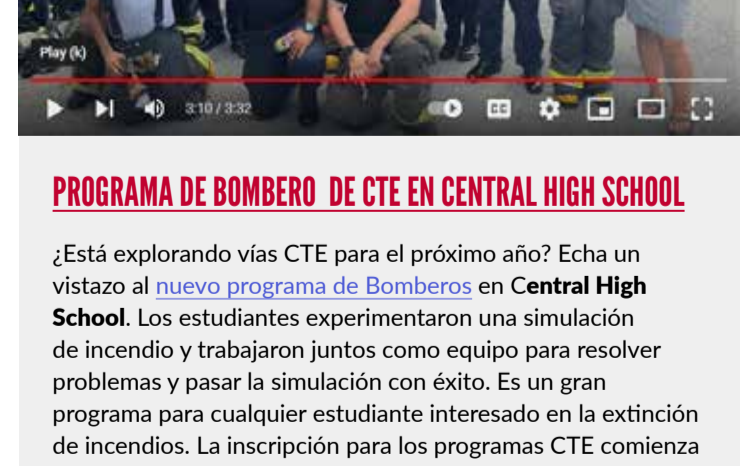 Play (k)
3:10 / 3:32
CC
PROGRAMA DE BOMBERO DE CTE EN CENTRAL HIGH SCHOOL
¿Está explorando vías CTE para el próximo año? Echa un
vistazo al nuevo programa de Bomberos en Central High
School. Los estudiantes experimentaron una simulación
de incendio y trabajaron juntos como equipo para resolver
problemas y pasar la simulación con éxito. Es un gran
programa para cualquier estudiante interesado en la extinción
de incendios. La inscripción para los programas CTE comienza